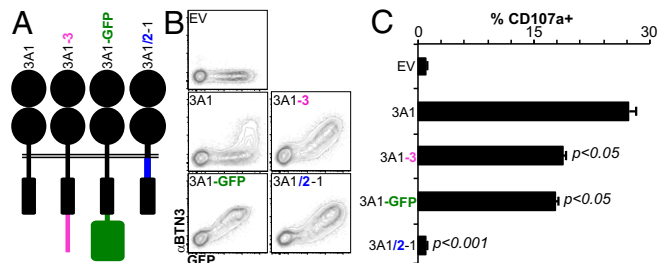 A
3A1
3A1-3
3A1-GFP
3A1/2-1
B
EV
3A1
3A1-3
3A1-GFP
3A1/2-1
αBTN3
GFP
C
% CD107a+
0 15 30
EV
3A1
3A1-3 p<0.05
3A1-GFP p<0.05
3A1/2-1 p<0.001